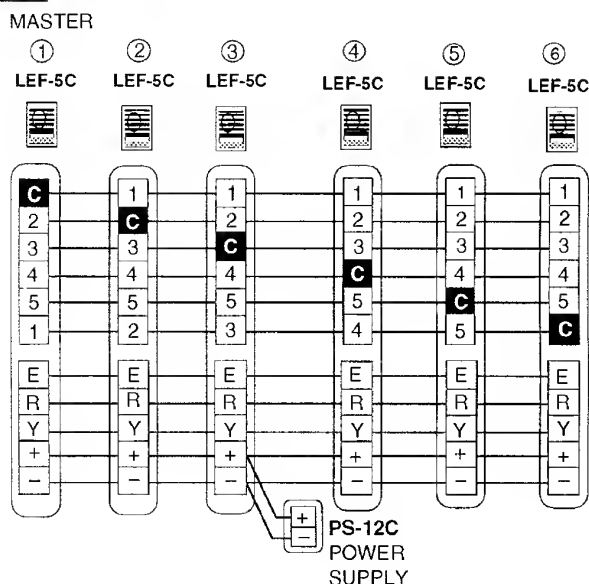 MASTER
① ② ③ ④ ⑤ ⑥
LEF-5C LEF-5C LEF-5C LEF-5C LEF-5C LEF-5C
C 1 1 1 1 1
2 C 2 2 2 2
3 3 C 3 3 3
4 4 4 C 4 4
5 5 5 5 C 5
1 2 3 4 5 C
E E E E E E
R R R R R R
Y Y Y Y Y Y
+ + + + + +
– – – – – –
+
–
PS-12C
POWER
SUPPLY